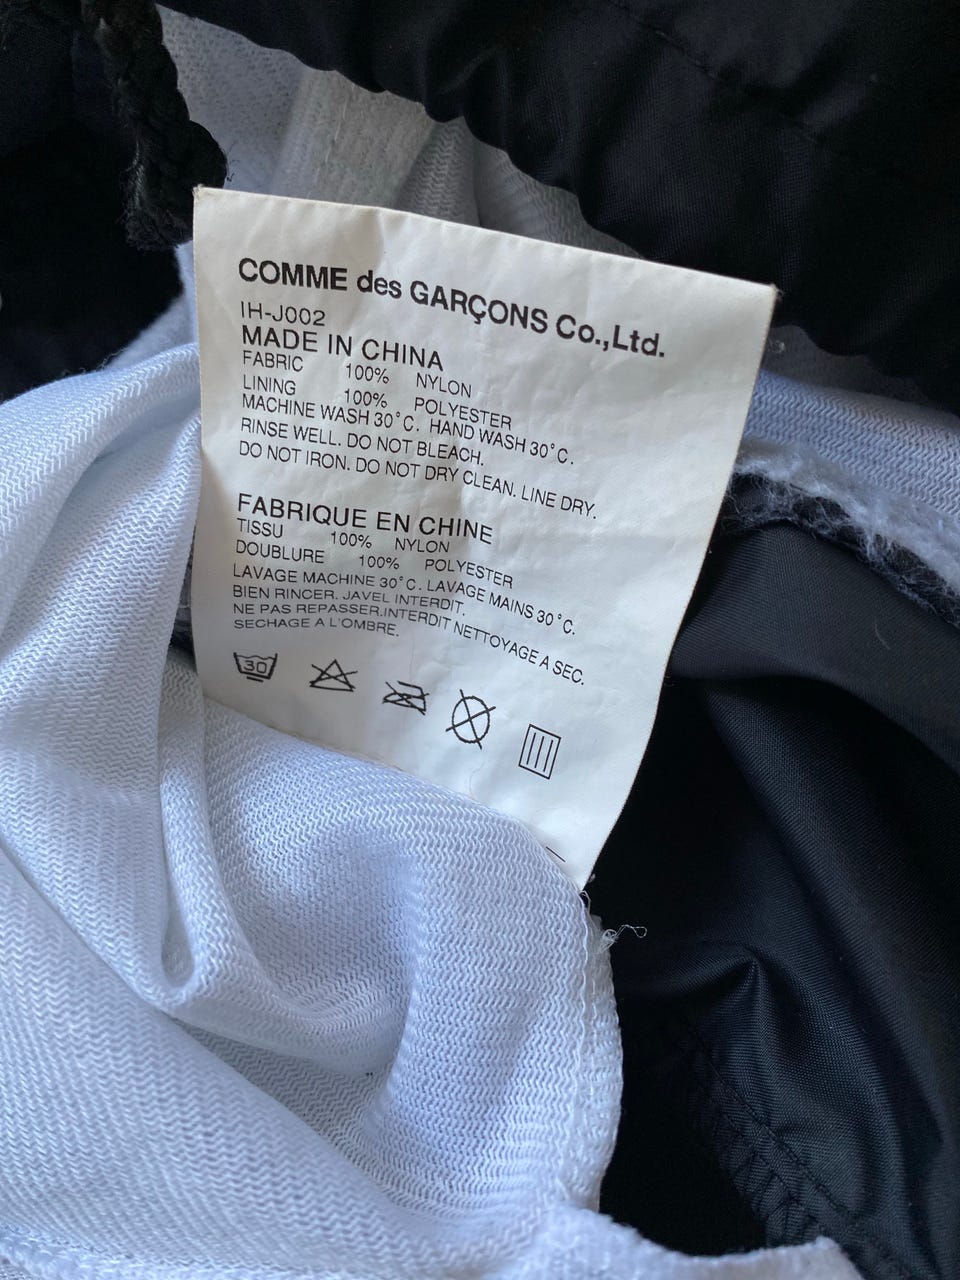 COMME des GARÇONS Co.,Ltd.
IH-J002
MADE IN CHINA
FABRIC 100% NYLON
LINING 100% POLYESTER
MACHINE WASH 30°C. HAND WASH 30°C.
RINSE WELL. DO NOT BLEACH.
DO NOT IRON. DO NOT DRY CLEAN. LINE DRY.
FABRIQUE EN CHINE
TISSU 100% NYLON
DOUBLURE 100% POLYESTER
LAVAGE MACHINE 30°C. LAVAGE MAINS 30°C.
BIEN RINCER. JAVEL INTERDIT.
NE PAS REPASSER.INTERDIT NETTOYAGE A SEC.
SECHAGE A L'OMBRE.
30